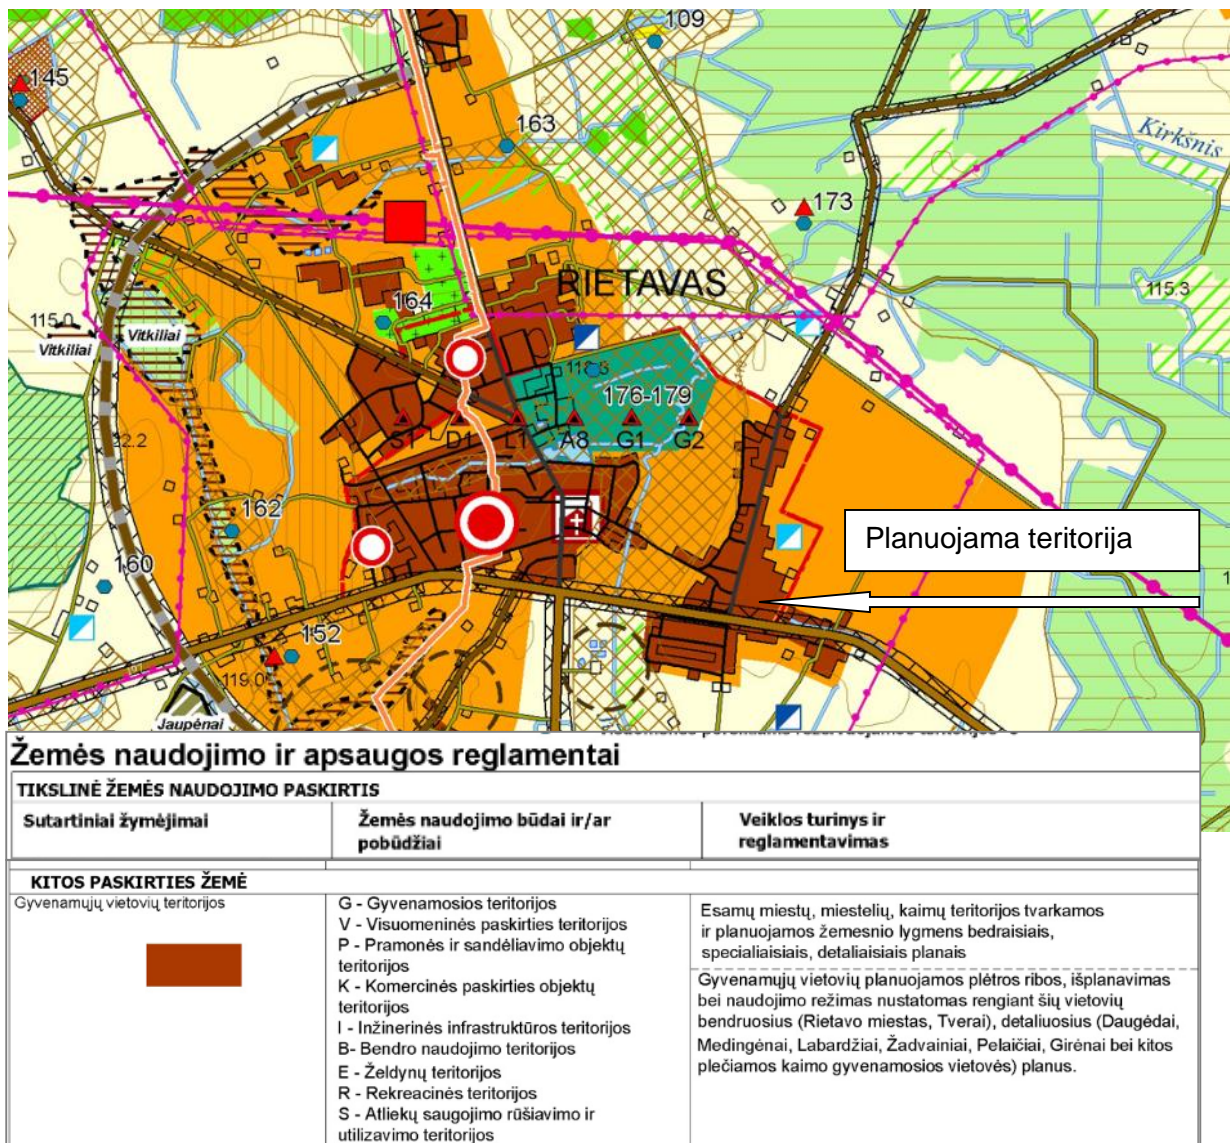 109
145
163
Kirkšnis
173
RIETAVAS
115.3
164
115.0
Vitkiliai
Vitkiliai
176-179
S1 D1 L1 A8 G1 G2
162
Planuojama teritorija
160
152
119.0
Jaupėnai
Žemės naudojimo ir apsaugos reglamentai
TIKSLINĖ ŽEMĖS NAUDOJIMO PASKIRTIS
Sutartiniai žymėjimai
Žemės naudojimo būdai ir/ar
pobūdžiai
Veiklos turinys ir
reglamentavimas
KITOS PASKIRTIES ŽEMĖ
Gyvenamųjų vietovių teritorijos
G - Gyvenamosios teritorijos
V - Visuomeninės paskirties teritorijos
P - Pramonės ir sandėliavimo objektų
teritorijos
K - Komercinės paskirties objektų
teritorijos
I - Inžinerinės infrastruktūros teritorijos
B- Bendro naudojimo teritorijos
E - Želdynų teritorijos
R - Rekreacinės teritorijos
S - Atliekų saugojimo rūšiavimo ir
utilizavimo teritorijos
Esamų miestų, miestelių, kaimų teritorijos tvarkamos
ir planuojamos žemesnio lygmens bedraisiais,
specialiaisiais, detaliaisiais planais
Gyvenamųjų vietovių planuojamos plėtros ribos, išplanavimas
bei naudojimo režimas nustatomas rengiant šių vietovių
bendruosius (Rietavo miestas, Tverai), detaliuosius (Daugėdai,
Medingėnai, Labardžiai, Žadvainiai, Pelaičiai, Girėnai bei kitos
plečiamos kaimo gyvenamosios vietovės) planus.